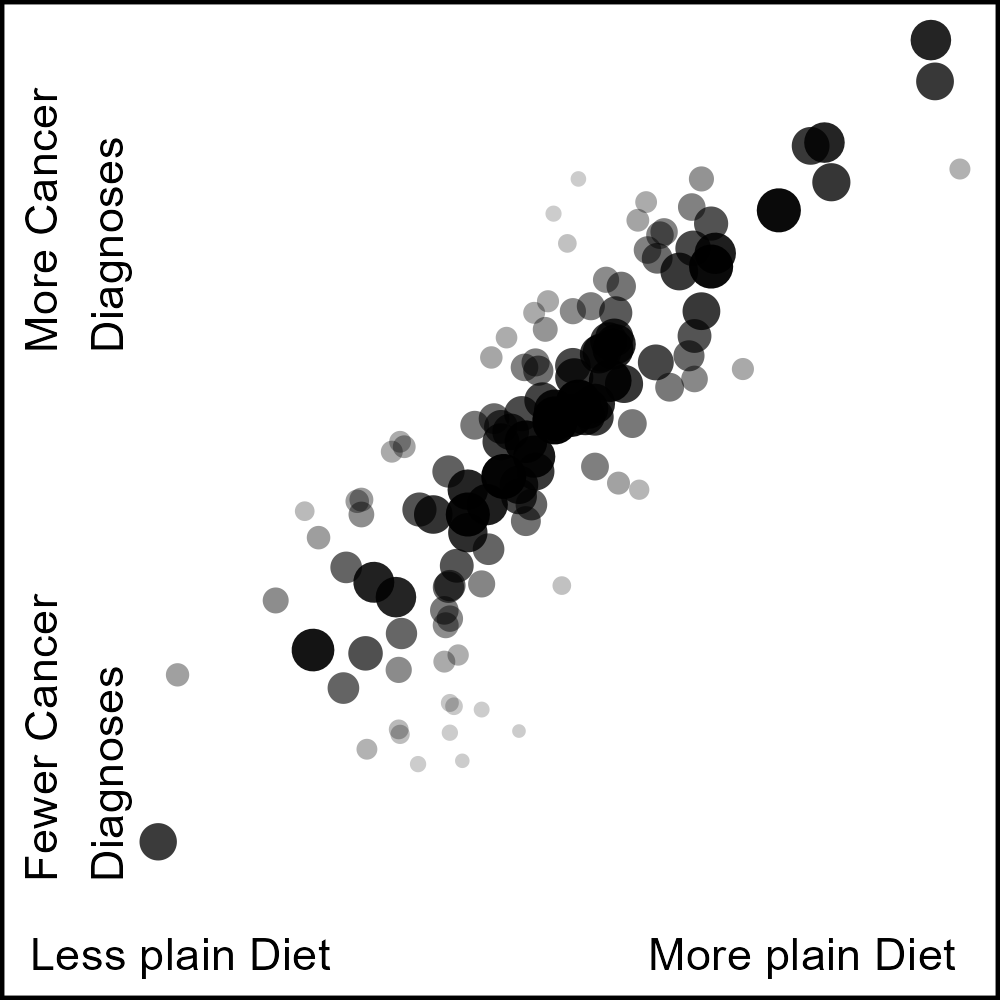 More Cancer
Diagnoses
Fewer Cancer
Diagnoses
Less plain Diet
More plain Diet